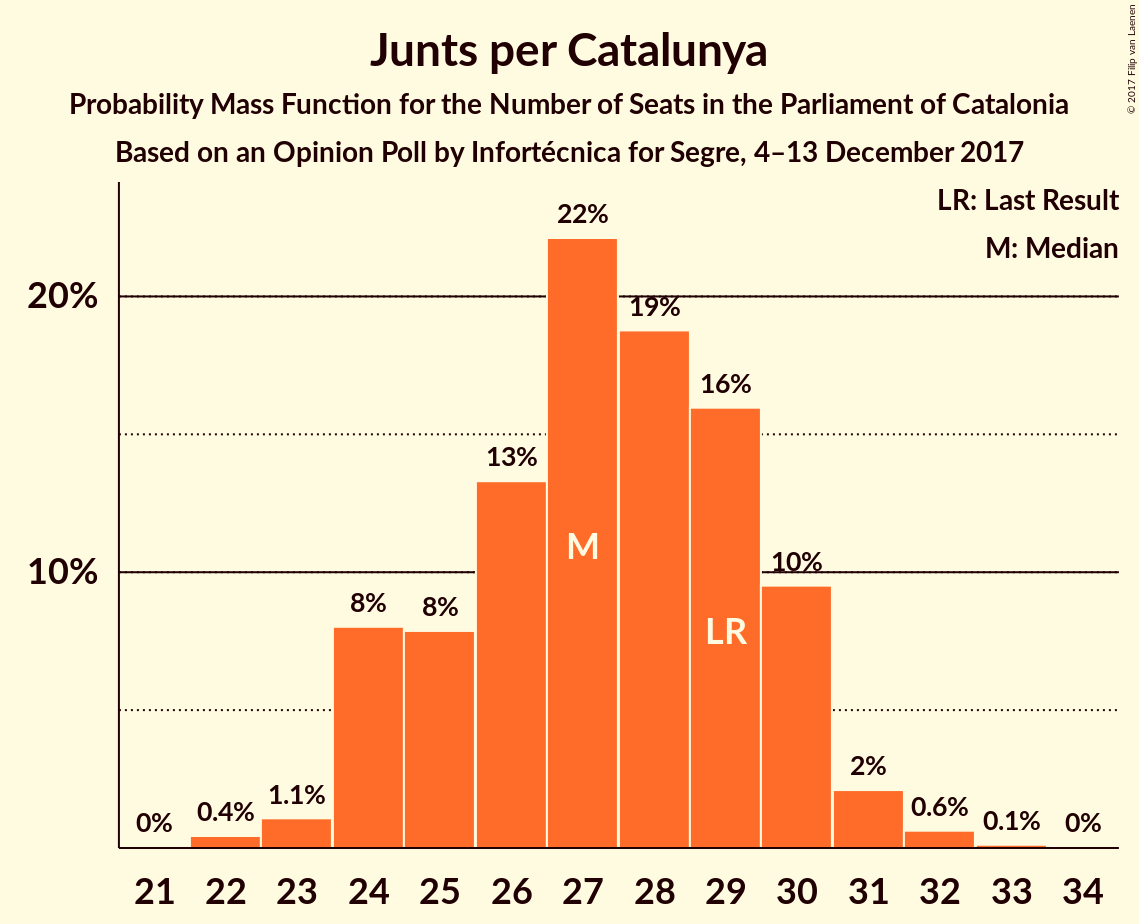 Junts per Catalunya
Probability Mass Function for the Number of Seats in the Parliament of Catalonia
Based on an Opinion Poll by Infortécnica for Segre, 4–13 December 2017
© 2017 Filip van Laenen
LR: Last Result
M: Median
20%
10%
0%
0.4%
1.1%
8%
8%
13%
22%
19%
16%
10%
2%
0.6%
0.1%
0%
M
LR
21 22 23 24 25 26 27 28 29 30 31 32 33 34